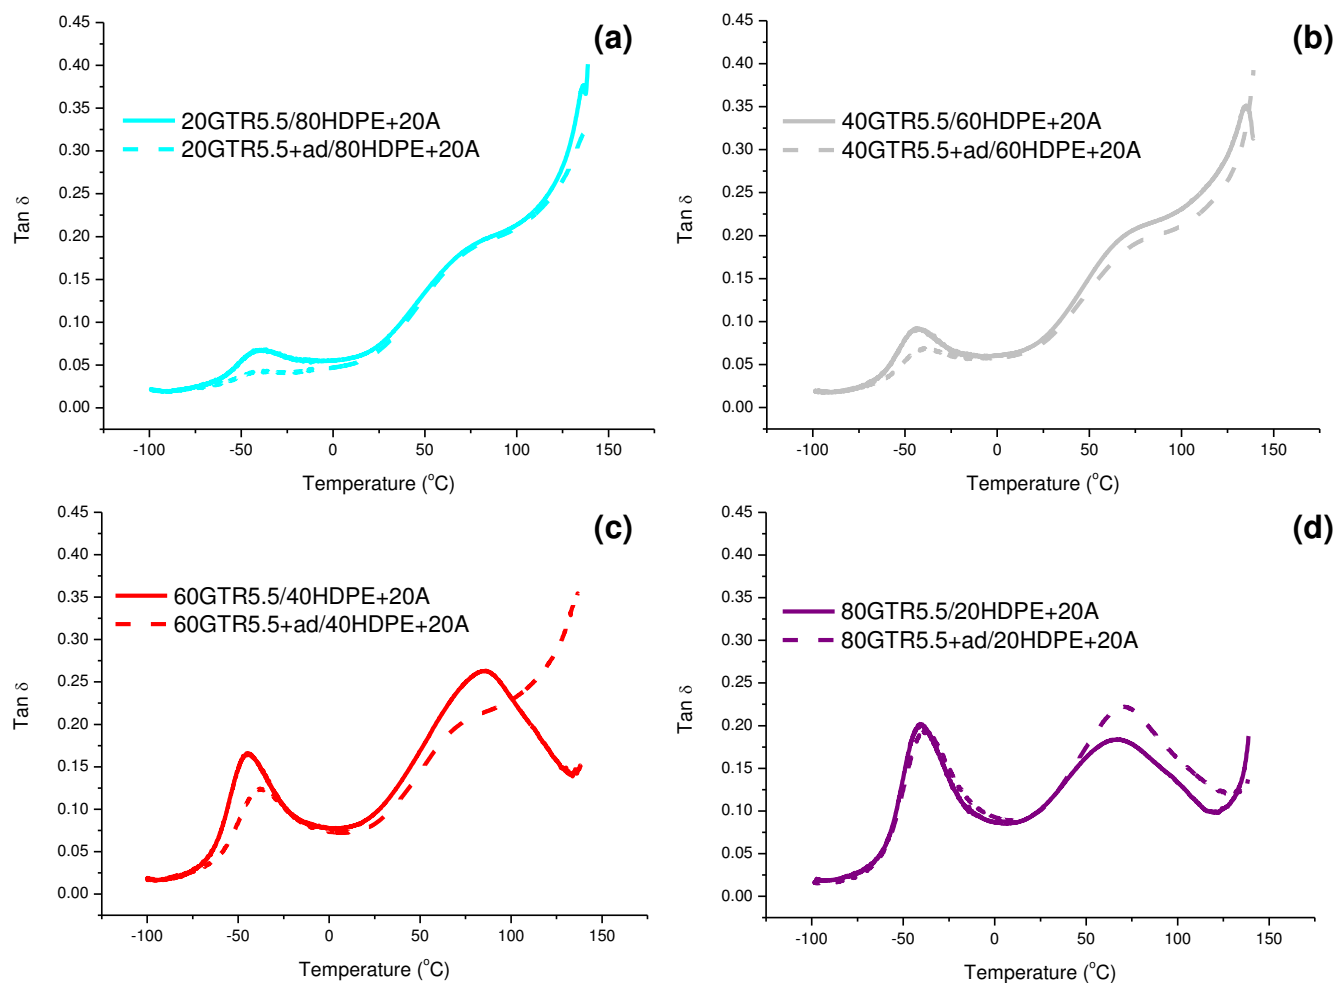 (a)
0.45
0.40
0.35
0.30
0.25
0.20
0.15
0.10
0.05
0.00
Tan δ
20GTR5.5/80HDPE+20A
20GTR5.5+ad/80HDPE+20A
-100 -50 0 50 100 150
Temperature (°C)
(b)
0.45
0.40
0.35
0.30
0.25
0.20
0.15
0.10
0.05
0.00
Tan δ
40GTR5.5/60HDPE+20A
40GTR5.5+ad/60HDPE+20A
-100 -50 0 50 100 150
Temperature (°C)
(c)
0.45
0.40
0.35
0.30
0.25
0.20
0.15
0.10
0.05
0.00
Tan δ
60GTR5.5/40HDPE+20A
60GTR5.5+ad/40HDPE+20A
-100 -50 0 50 100 150
Temperature (°C)
(d)
0.45
0.40
0.35
0.30
0.25
0.20
0.15
0.10
0.05
0.00
Tan δ
80GTR5.5/20HDPE+20A
80GTR5.5+ad/20HDPE+20A
-100 -50 0 50 100 150
Temperature (°C)